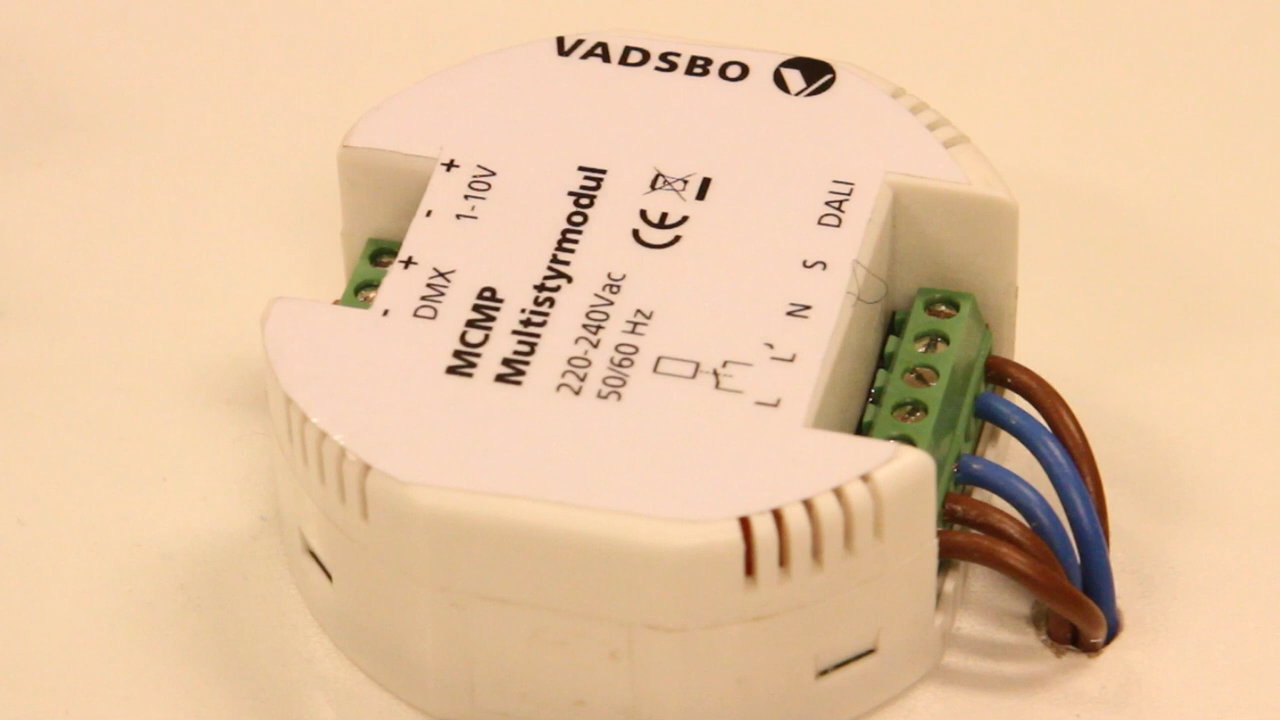 VADSBO
+ - 1-10V
+ - DMX
MCMP
Multistyrmodul
220-240Vac
50/60 Hz
CE
L L' N S DALI